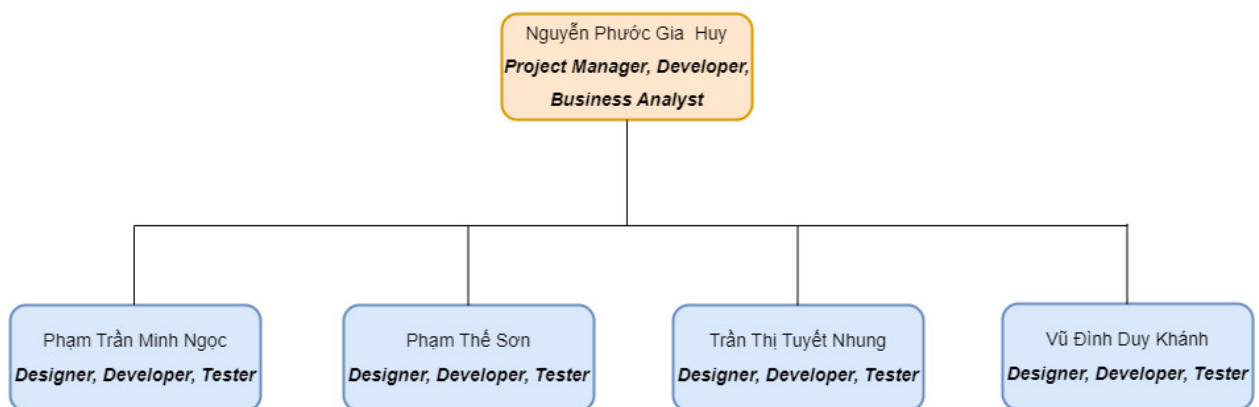 Nguyễn Phước Gia Huy
Project Manager, Developer,
Business Analyst
Phạm Trần Minh Ngọc
Designer, Developer, Tester
Phạm Thế Sơn
Designer, Developer, Tester
Trần Thị Tuyết Nhung
Designer, Developer, Tester
Vũ Đình Duy Khánh
Designer, Developer, Tester